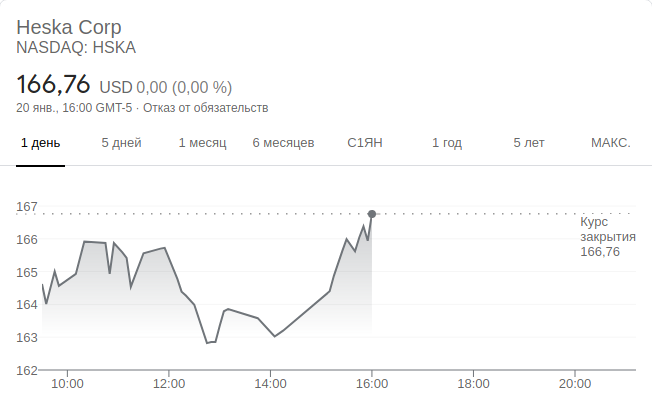 Heska Corp
NASDAQ: HSKA
166,76 USD 0,00 (0,00 %)
20 янв., 16:00 GMT-5 · Отказ от обязательств
1 день 5 дней 1 месяц 6 месяцев С1ЯН 1 год 5 лет МАКС.
167
Курс
закрытия
166,76
166
165
164
163
162
10:00 12:00 14:00 16:00 18:00 20:00